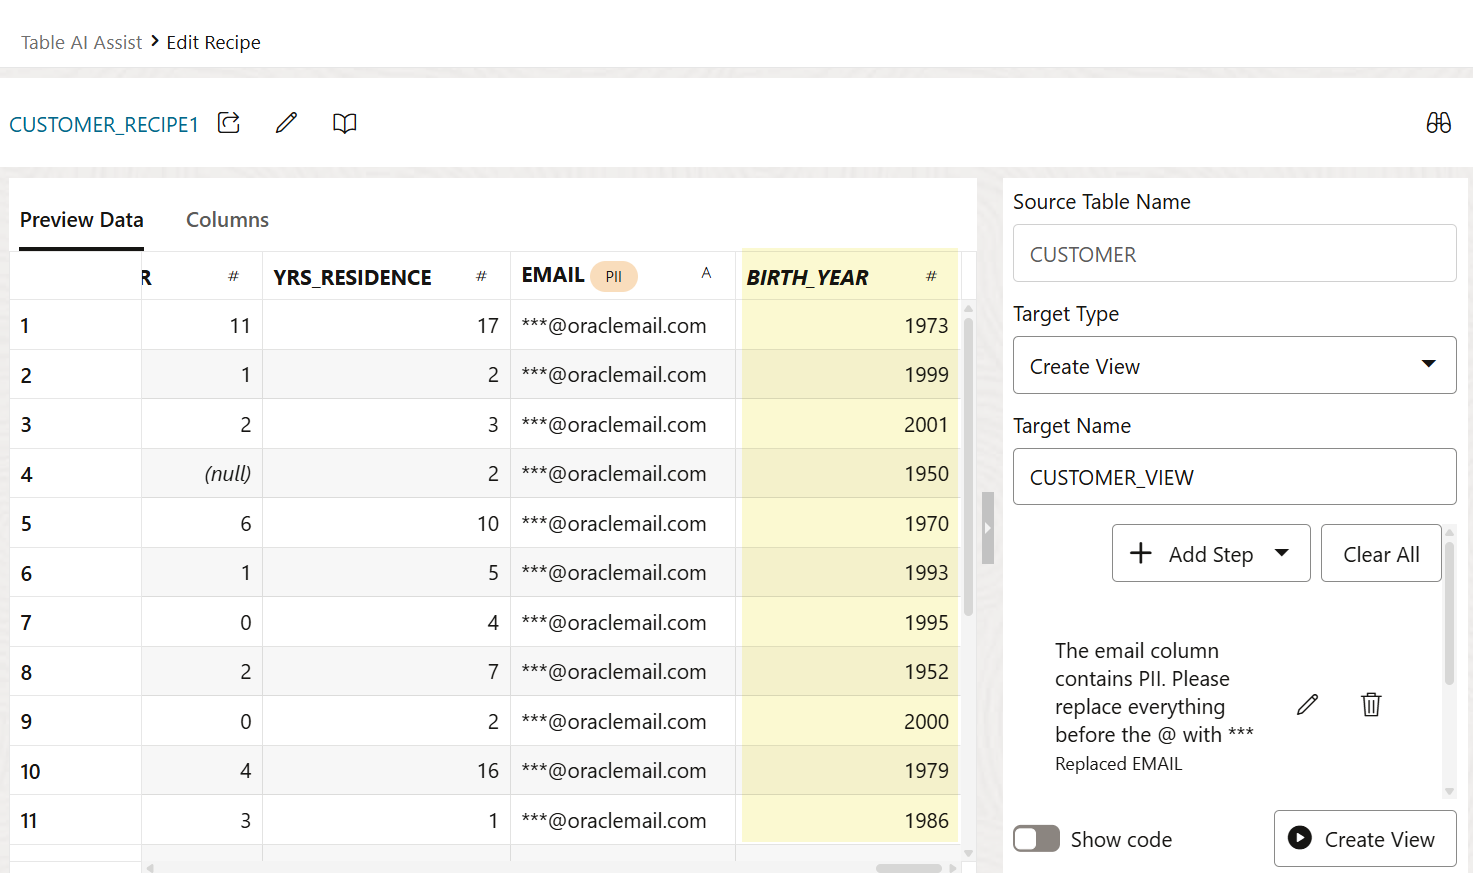 Table AI Assist > Edit Recipe
CUSTOMER_RECIPE1
Preview Data Columns
R # YRS_RESIDENCE # EMAIL PII A BIRTH_YEAR #
1 11 17 ***@oraclemail.com 1973
2 1 2 ***@oraclemail.com 1999
3 2 3 ***@oraclemail.com 2001
4 (null) 2 ***@oraclemail.com 1950
5 6 10 ***@oraclemail.com 1970
6 1 5 ***@oraclemail.com 1993
7 0 4 ***@oraclemail.com 1995
8 2 7 ***@oraclemail.com 1952
9 0 2 ***@oraclemail.com 2000
10 4 16 ***@oraclemail.com 1979
11 3 1 ***@oraclemail.com 1986
Source Table Name
CUSTOMER
Target Type
Create View
Target Name
CUSTOMER_VIEW
Add Step Clear All
The email column
contains PII. Please
replace everything
before the @ with ***
Replaced EMAIL
Show code Create View